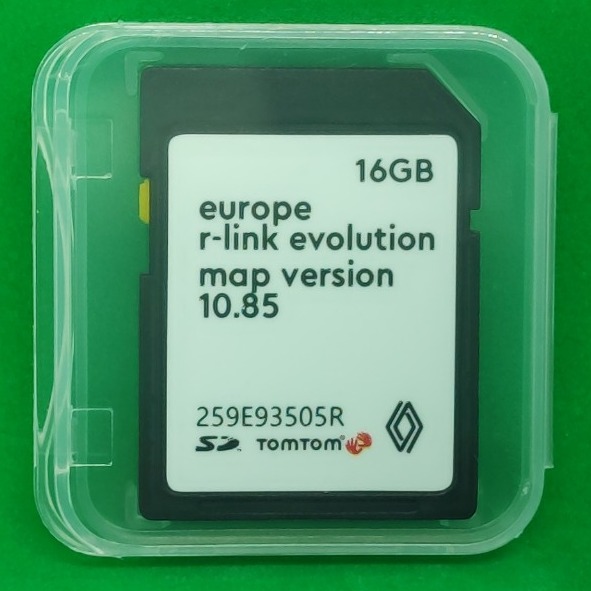 16GB
europe
r-link evolution
map version
10.85
259E93505R
SD TOMTOM